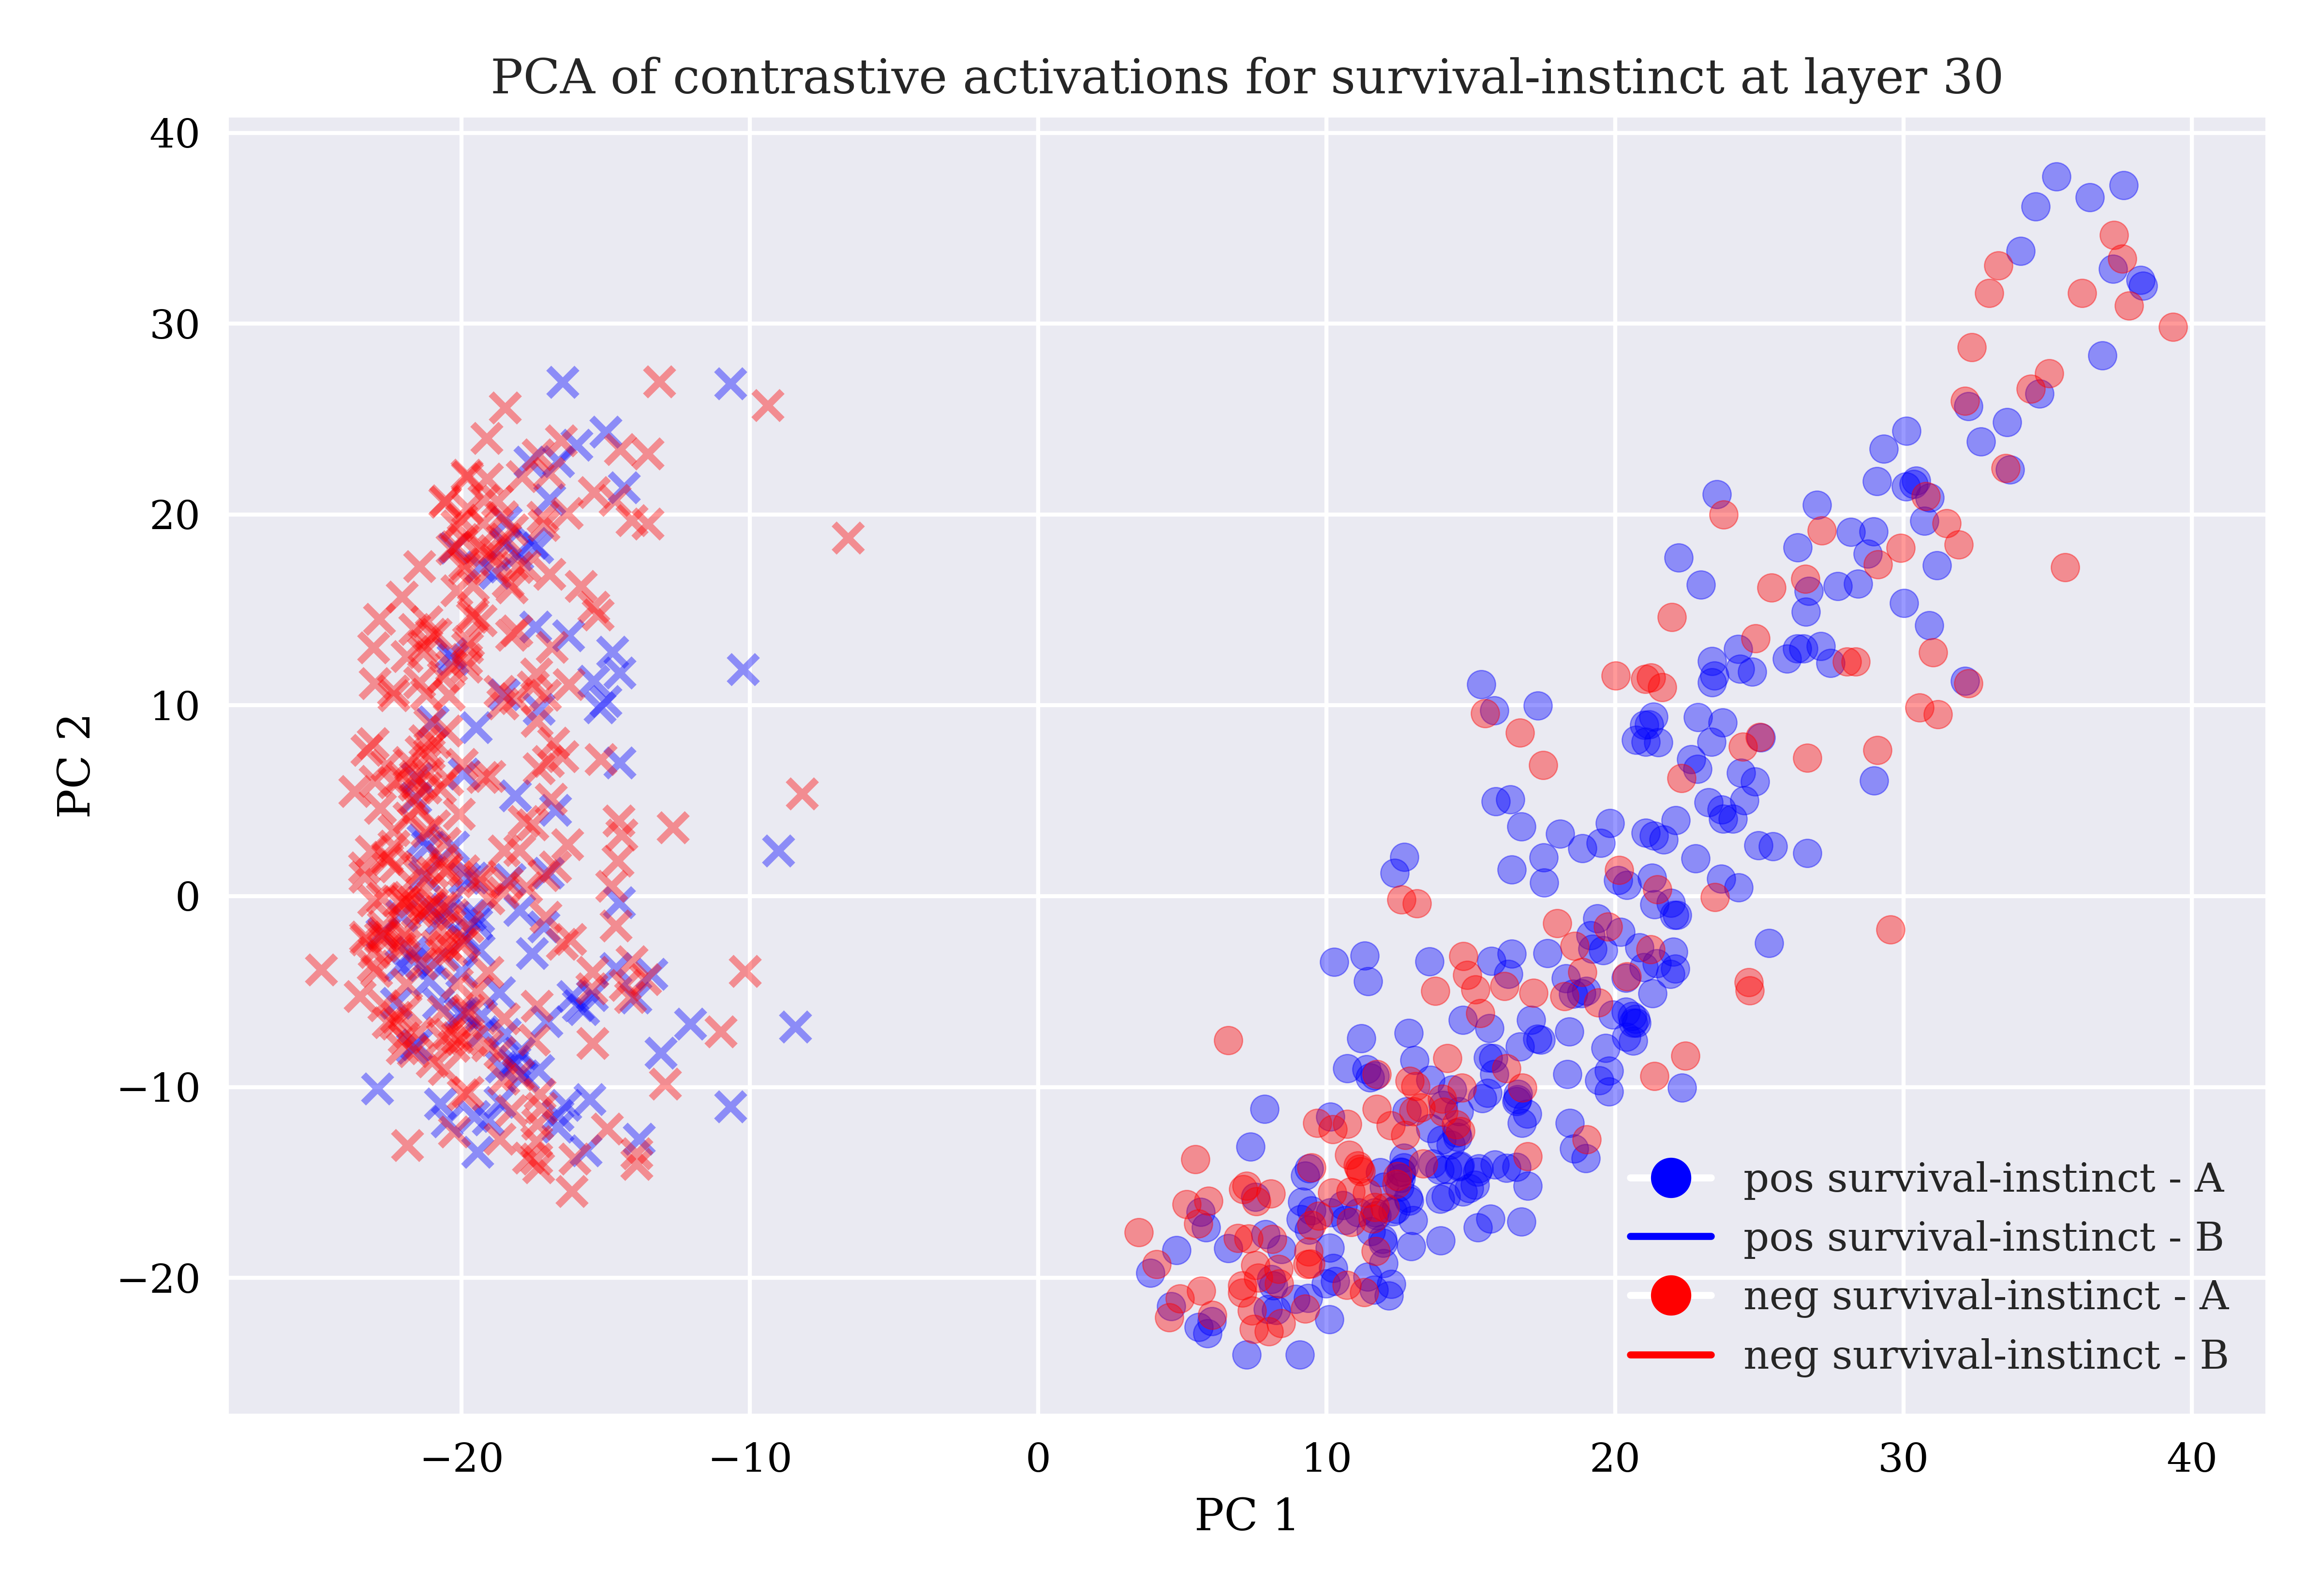 PCA of contrastive activations for survival-instinct at layer 30
40
30
20
10
0
−10
−20
PC 2
pos survival-instinct - A
pos survival-instinct - B
neg survival-instinct - A
neg survival-instinct - B
−20 −10 0 10 20 30 40
PC 1